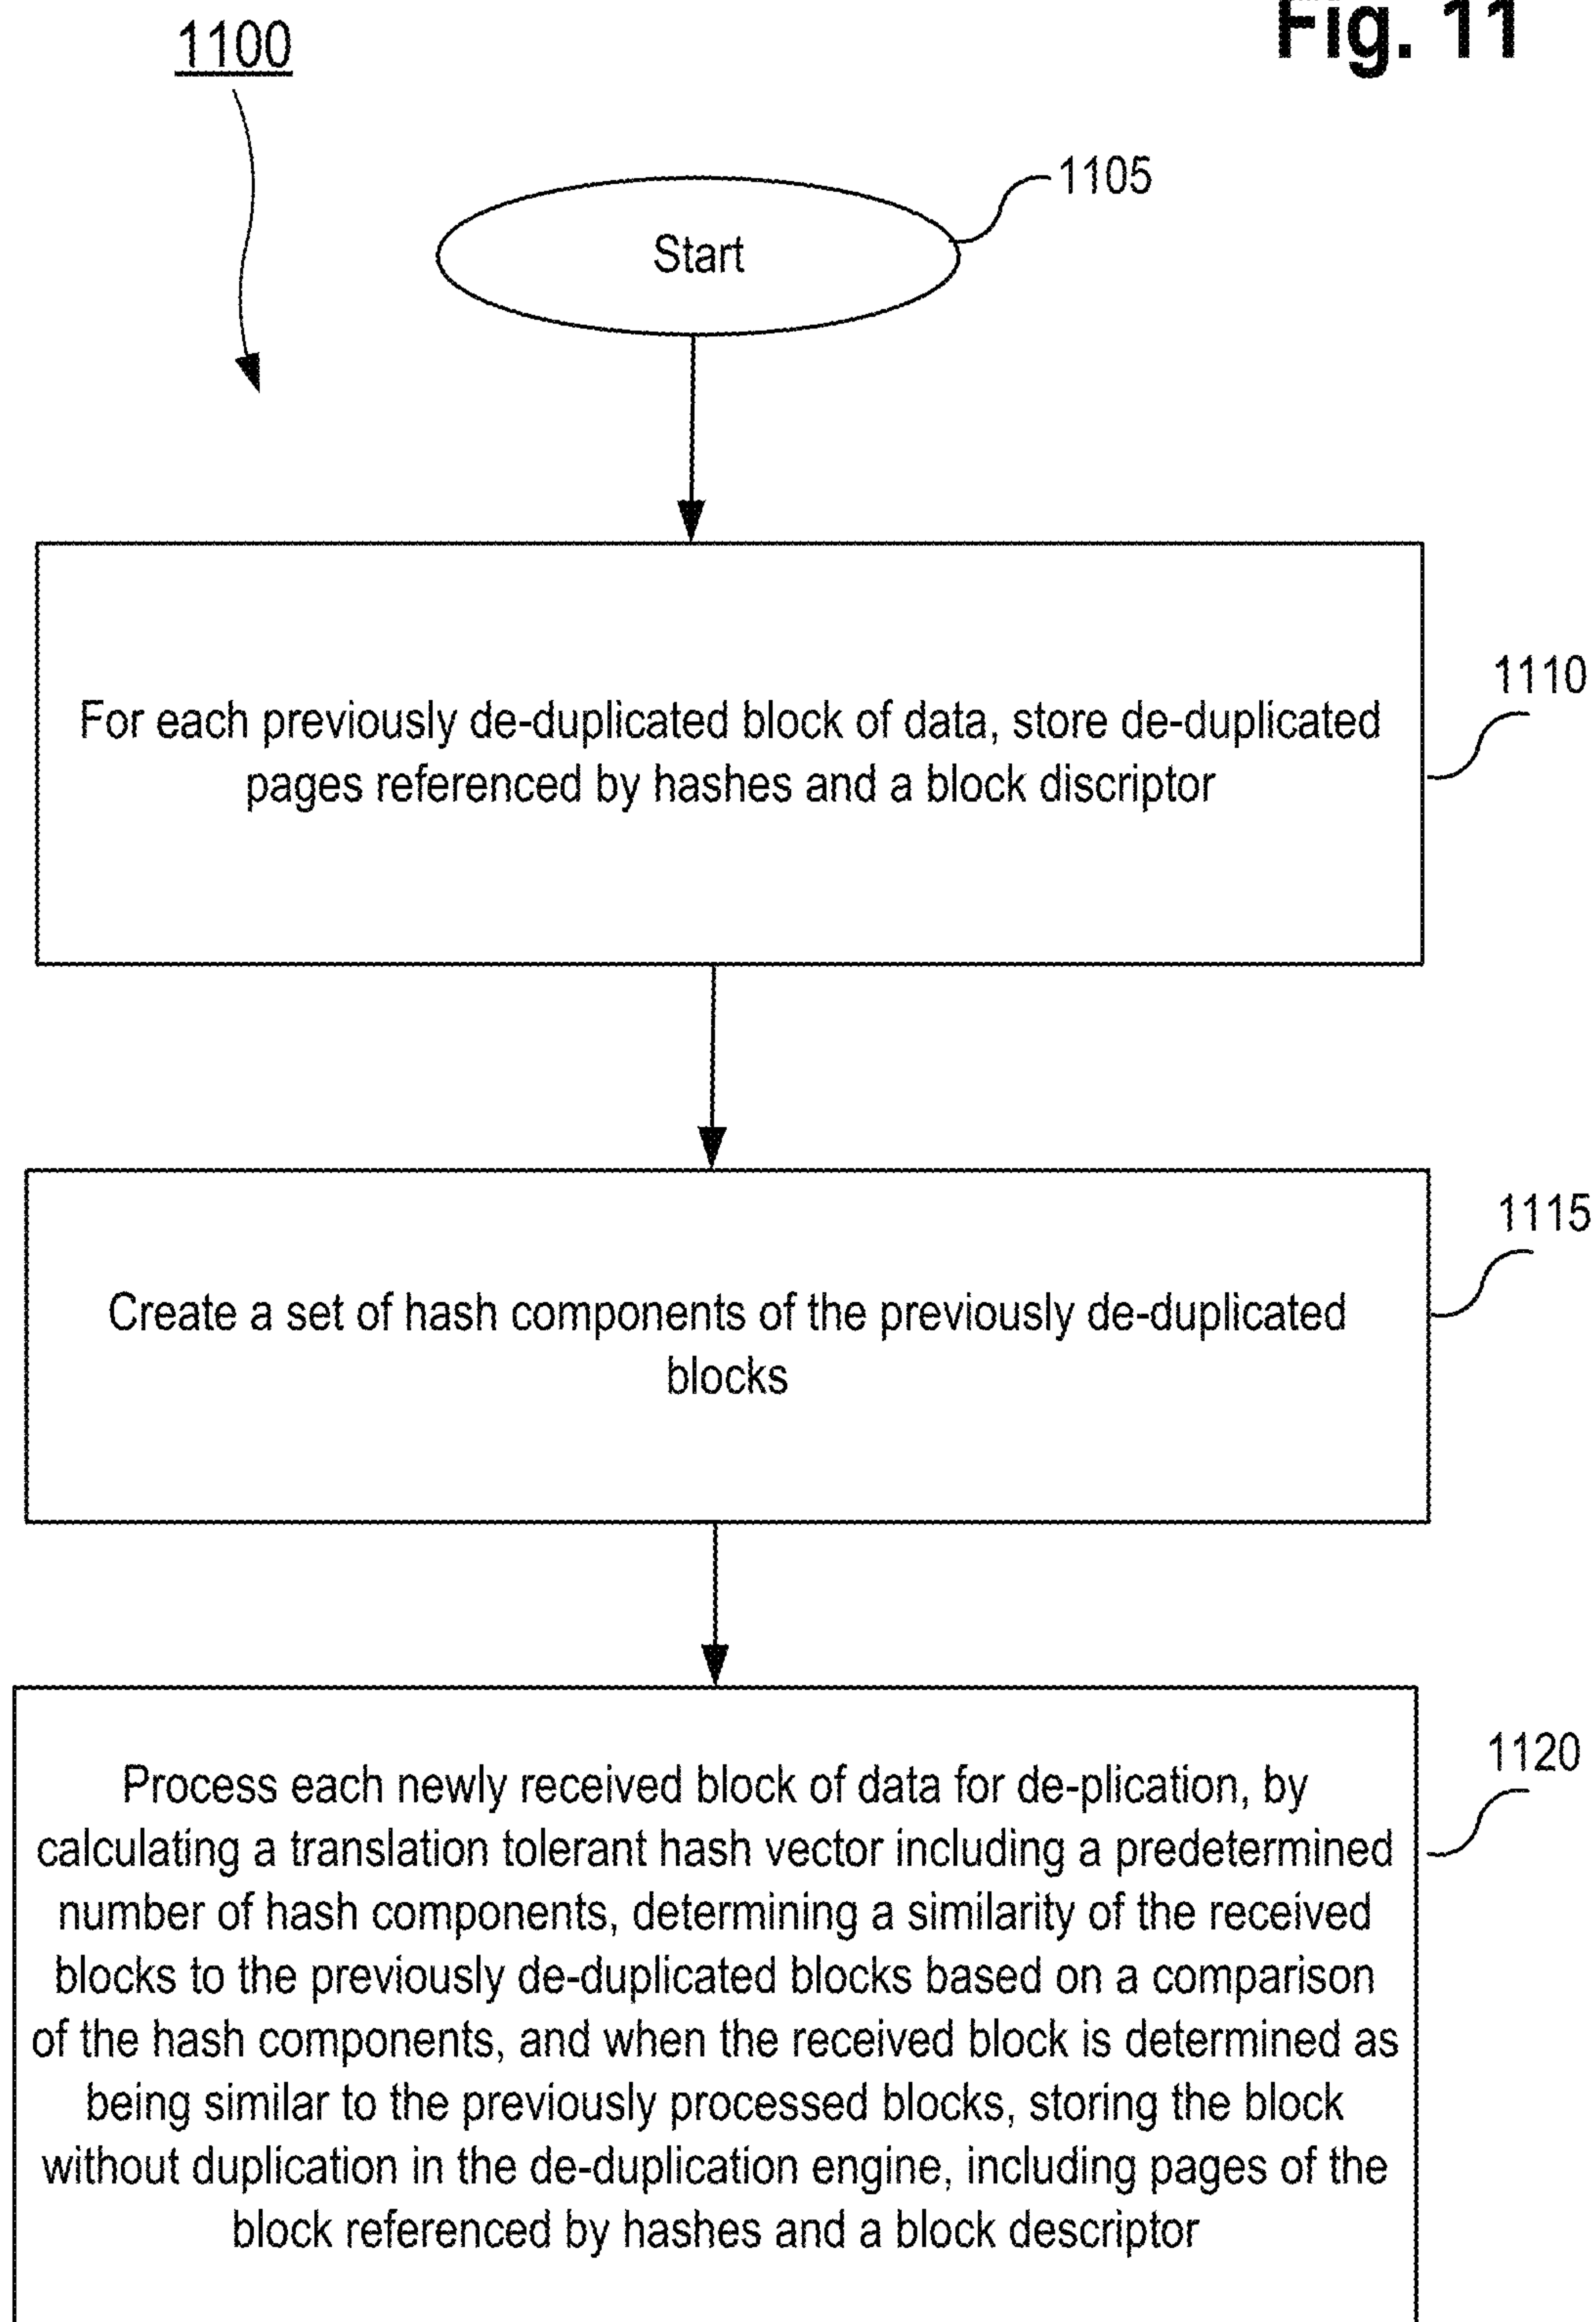 Fig. 11
1100
1105
Start
1110
For each previously de-duplicated block of data, store de-duplicated
pages referenced by hashes and a block discriptor
1115
Create a set of hash components of the previously de-duplicated
blocks
1120
Process each newly received block of data for de-plication, by
calculating a translation tolerant hash vector including a predetermined
number of hash components, determining a similarity of the received
blocks to the previously de-duplicated blocks based on a comparison
of the hash components, and when the received block is determined as
being similar to the previously processed blocks, storing the block
without duplication in the de-duplication engine, including pages of the
block referenced by hashes and a block descriptor